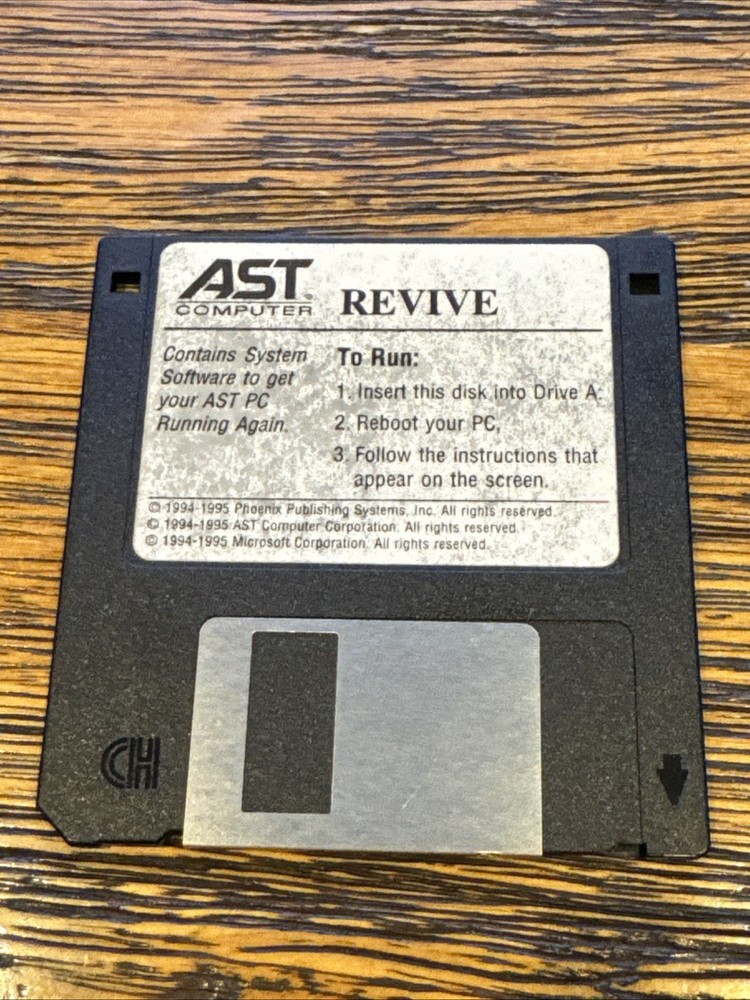 AST
COMPUTER
REVIVE
Contains System
Software to get
your AST PC
Running Again.
To Run:
1. Insert this disk into Drive A:
2. Reboot your PC,
3. Follow the instructions that
appear on the screen.
© 1994-1995 Phoenix Publishing Systems, Inc. All rights reserved.
© 1994-1995 AST Computer Corporation. All rights reserved.
© 1994-1995 Microsoft Corporation. All rights reserved.
CH